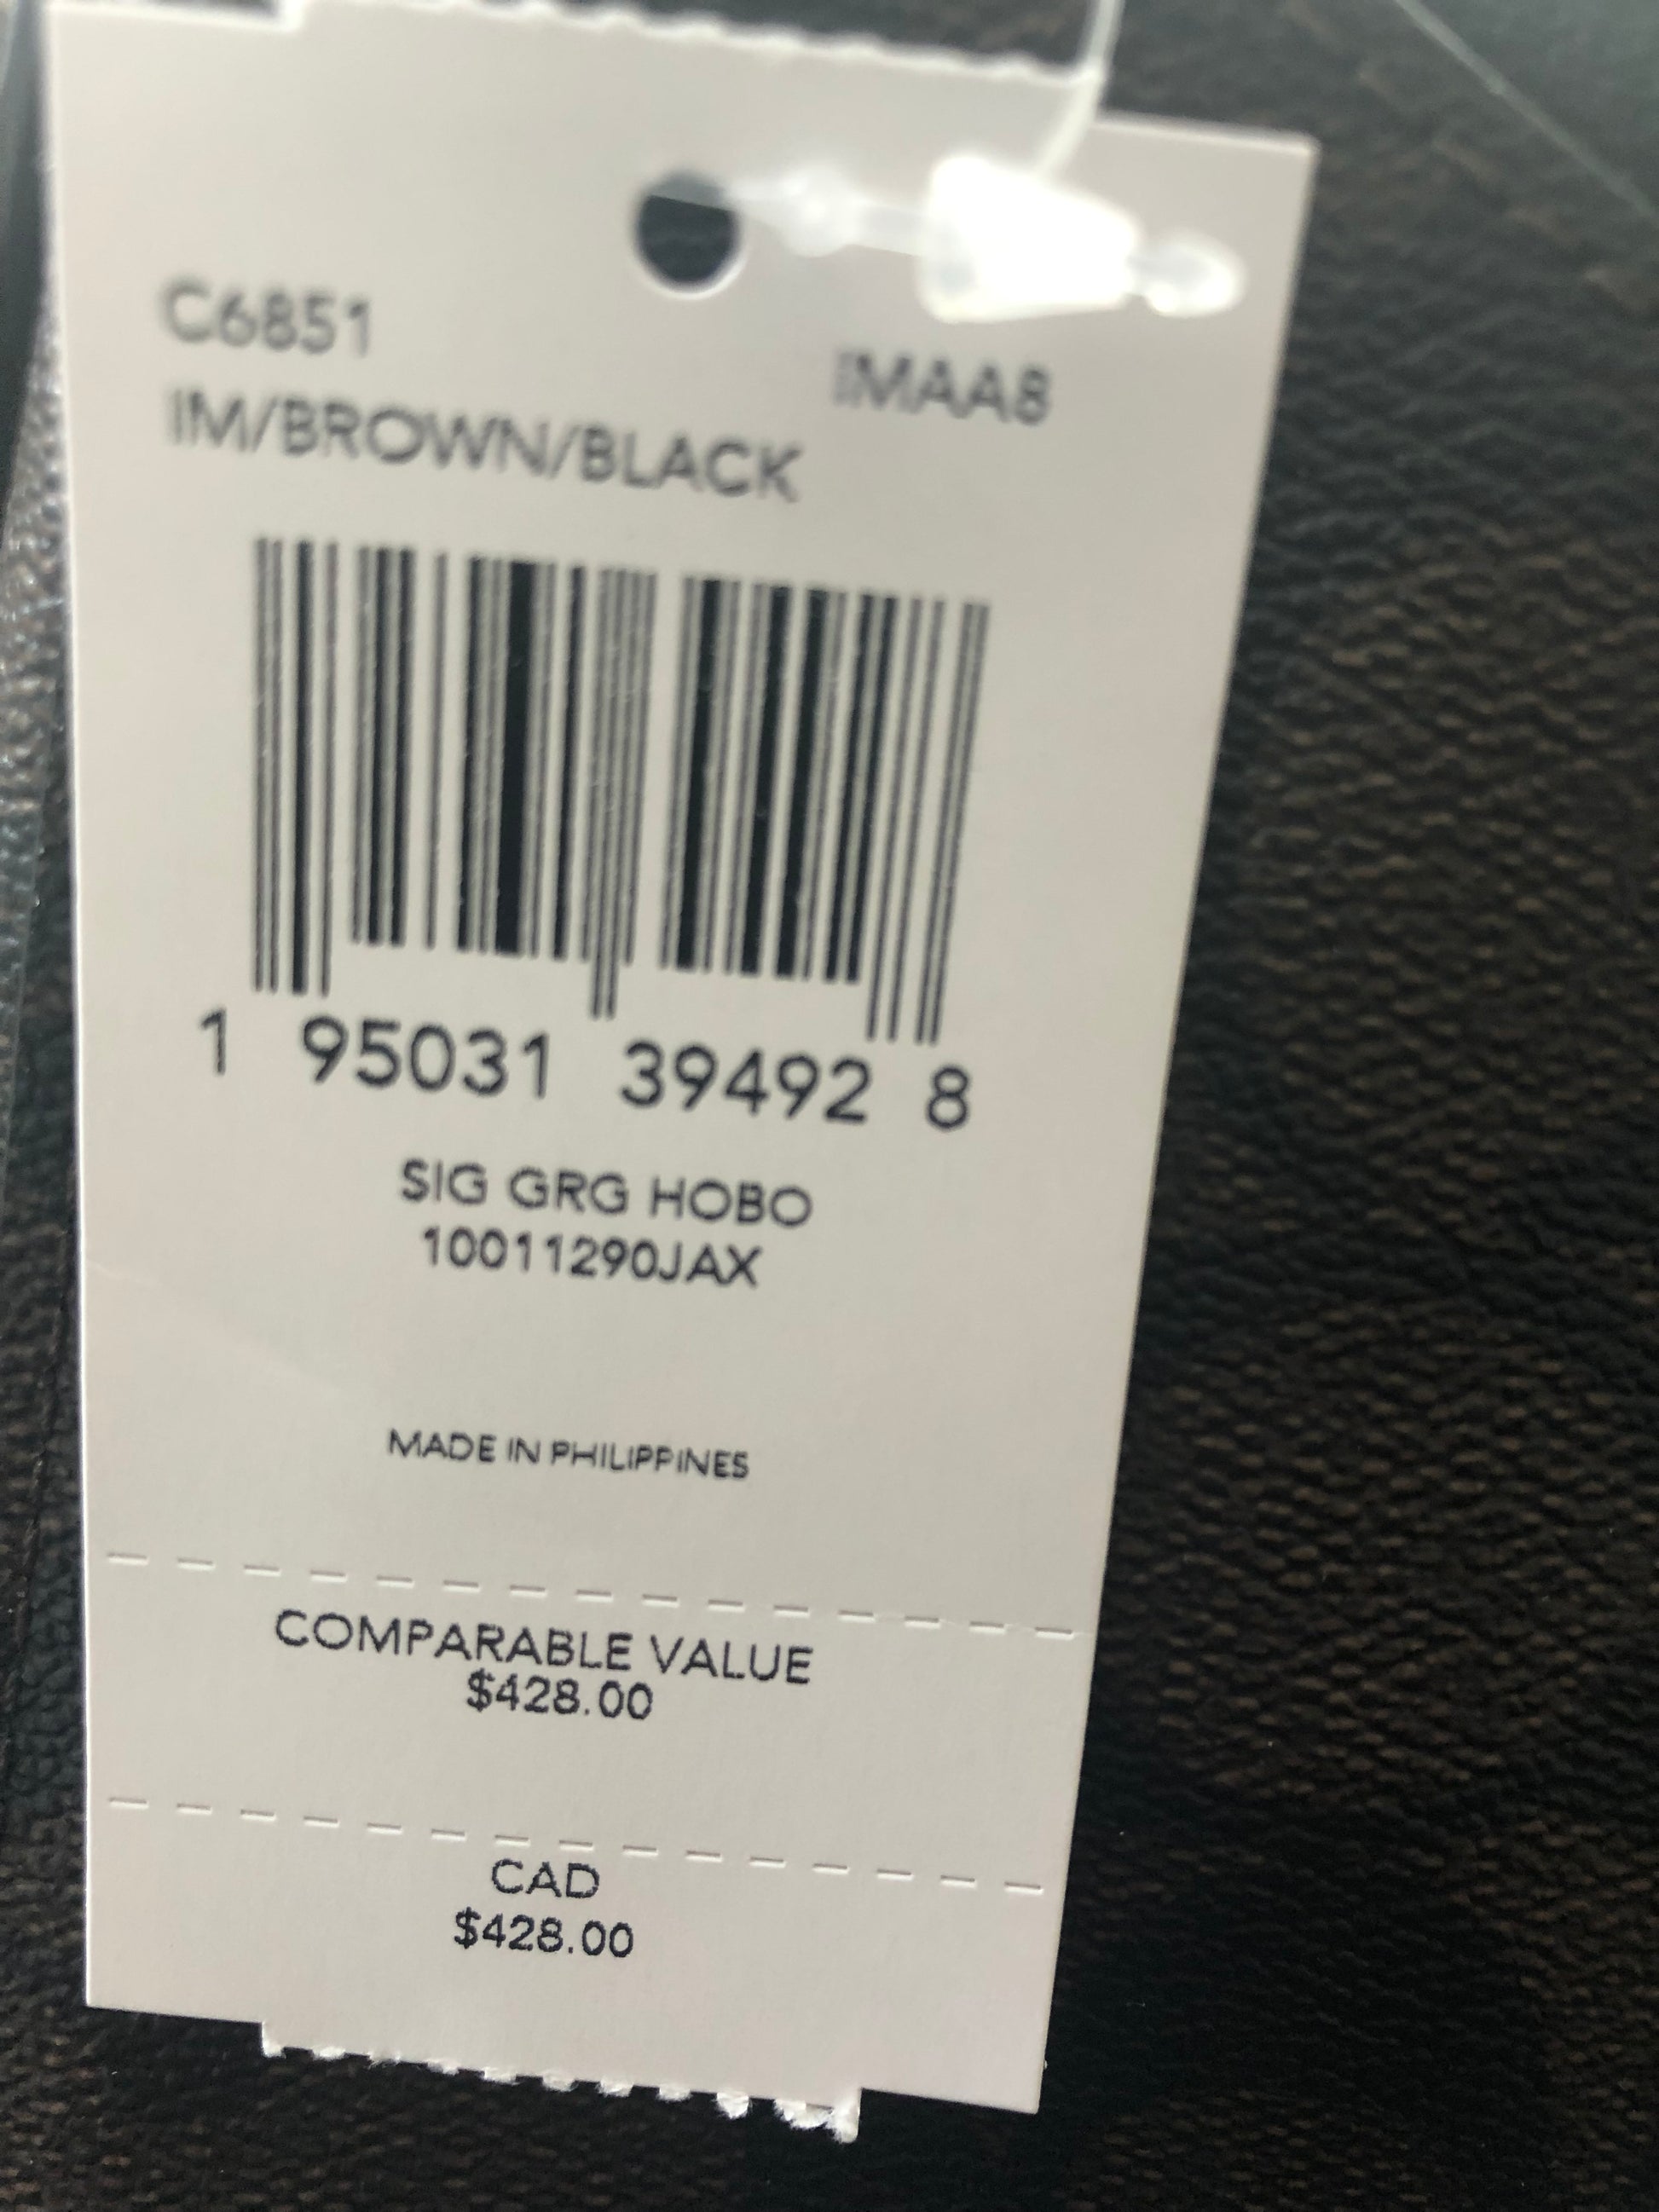 C6851
IMAA8
IM/BROWN/BLACK
1 95031 39492 8
SIG GRG HOBO
10011290JAX
MADE IN PHILIPPINES
COMPARABLE VALUE
$428.00
CAD
$428.00